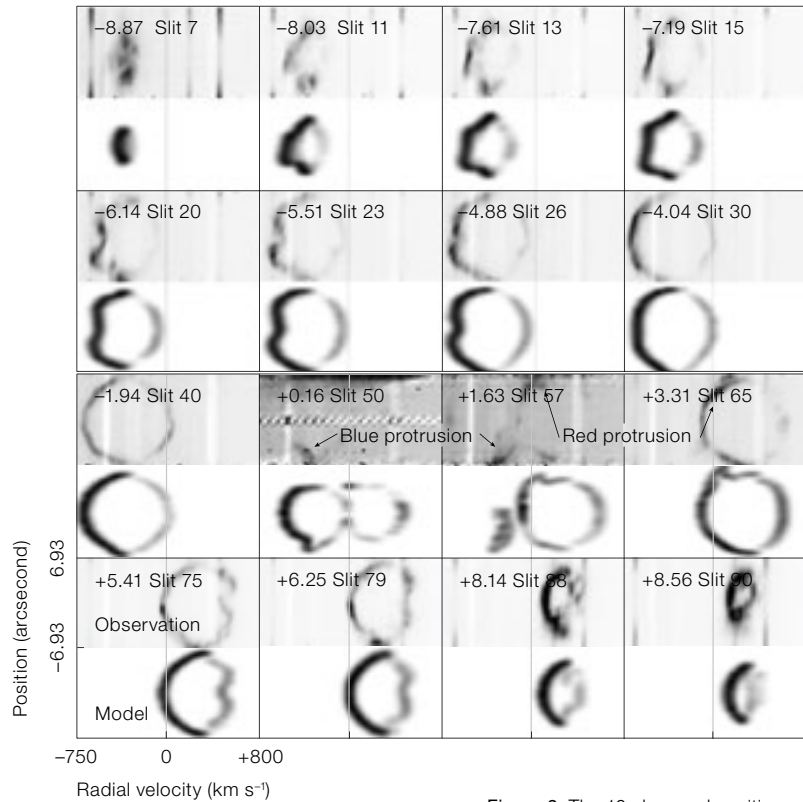 −8.87 Slit 7
−8.03 Slit 11
−7.61 Slit 13
−7.19 Slit 15
−6.14 Slit 20
−5.51 Slit 23
−4.88 Slit 26
−4.04 Slit 30
−1.94 Slit 40
+0.16 Slit 50
+1.63 Slit 57
+3.31 Slit 65
Blue protrusion
Red protrusion
+5.41 Slit 75
+6.25 Slit 79
+8.14 Slit 88
+8.56 Slit 90
Observation
Model
Position (arcsecond)
6.93
−6.93
−750 0 +800
Radial velocity (km s⁻¹)